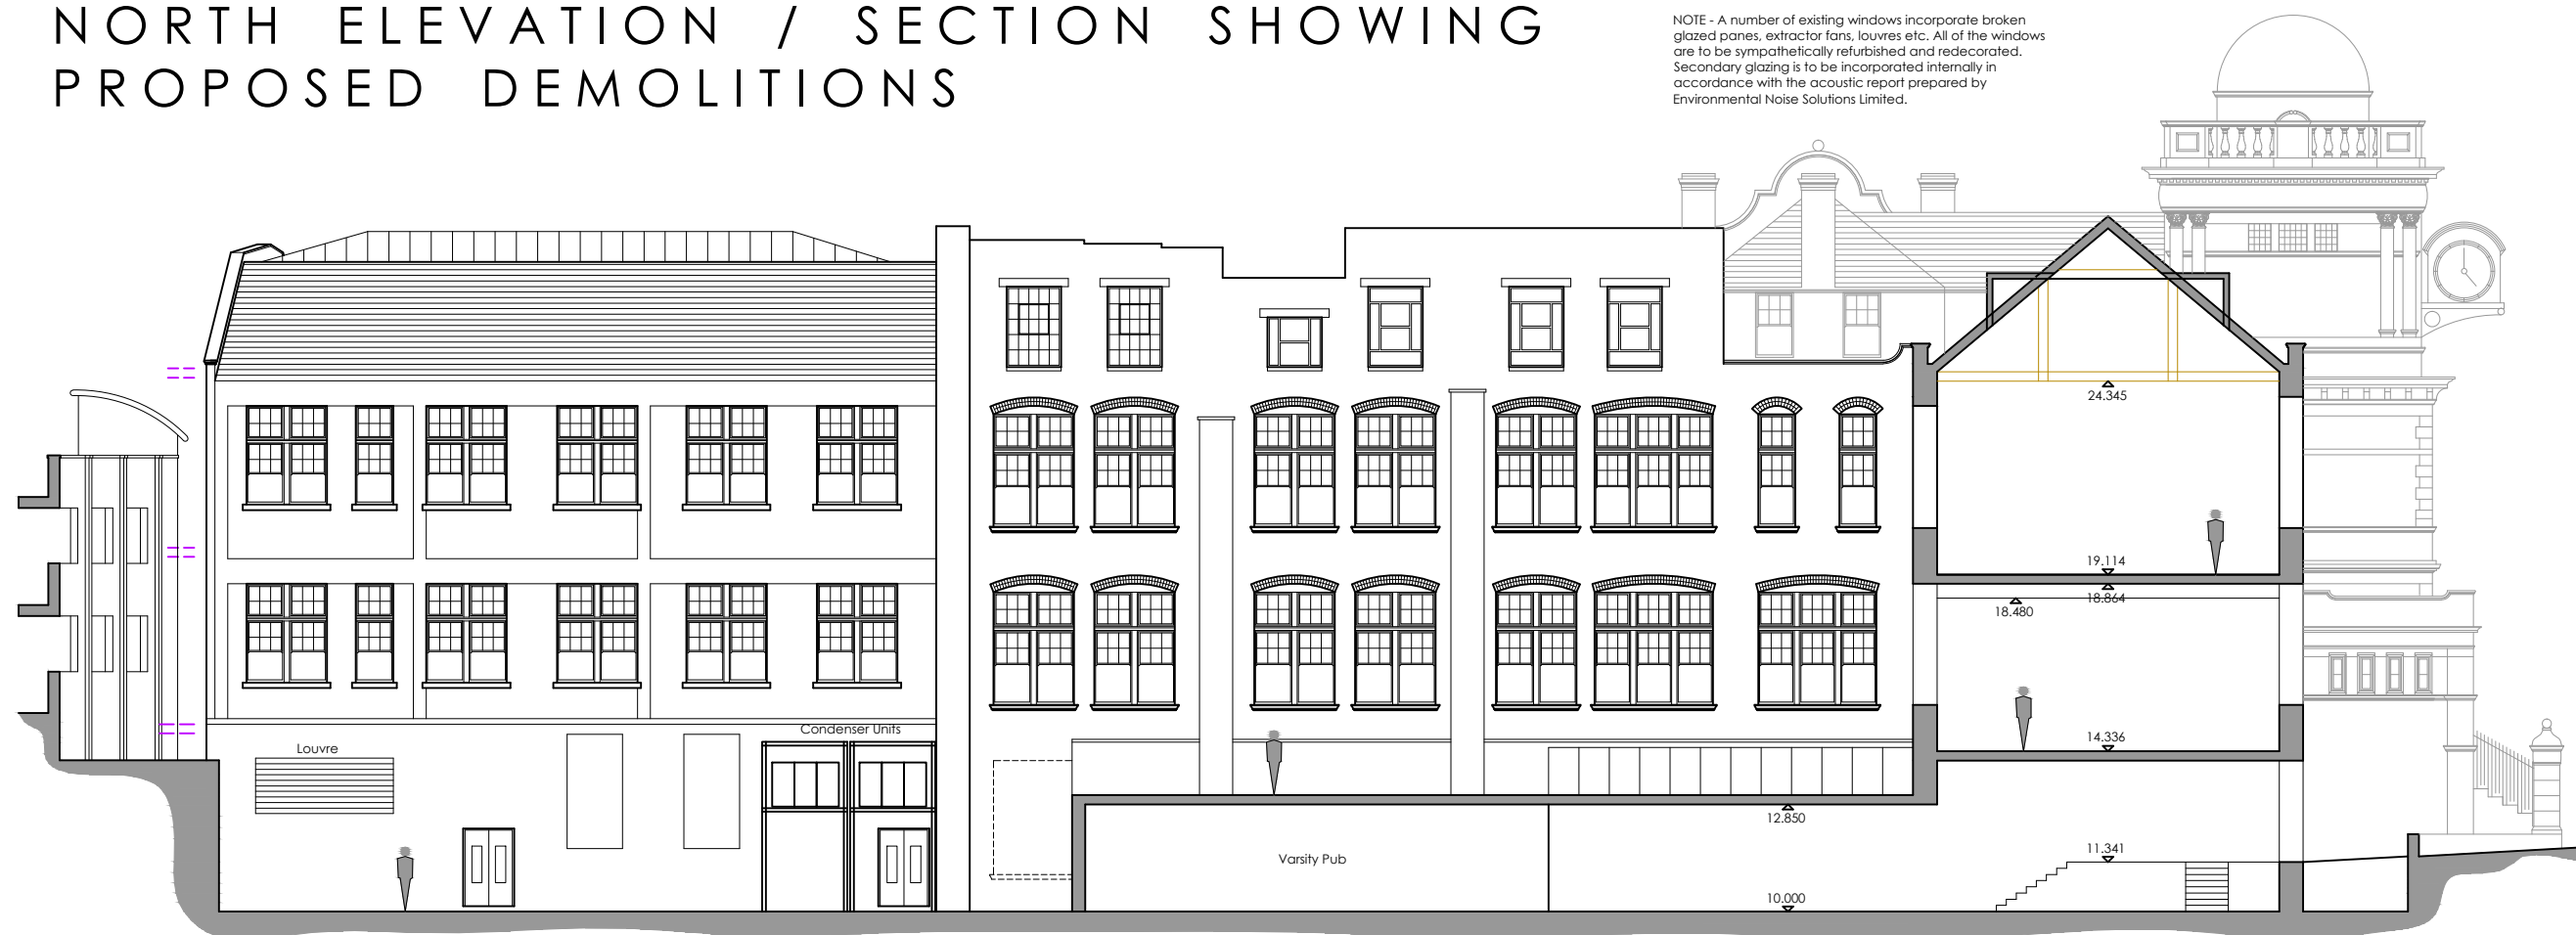 NORTH ELEVATION / SECTION SHOWING
PROPOSED DEMOLITIONS
NOTE - A number of existing windows incorporate broken
glazed panes, extractor fans, louvres etc. All of the windows
are to be sympathetically refurbished and redecorated.
Secondary glazing is to be incorporated internally in
accordance with the acoustic report prepared by
Environmental Noise Solutions Limited.
24.345
19.114
18.864
18.480
14.336
Condenser Units
Louvre
12.850
11.341
Varsity Pub
10.000